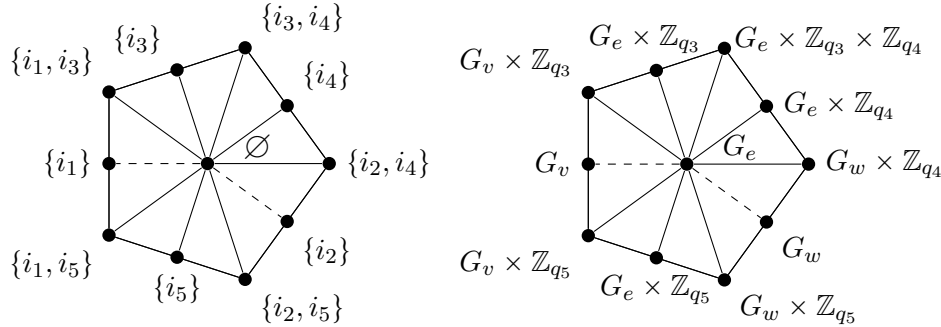 {i_3, i_4}
{i_3}
{i_1, i_3}
{i_4}
∅
{i_1}
{i_2, i_4}
{i_2}
{i_1, i_5}
{i_5}
{i_2, i_5}
G_e × ℤ_{q_3}
G_e × ℤ_{q_3} × ℤ_{q_4}
G_v × ℤ_{q_3}
G_e × ℤ_{q_4}
G_e
G_v
G_w × ℤ_{q_4}
G_w
G_v × ℤ_{q_5}
G_e × ℤ_{q_5}
G_w × ℤ_{q_5}